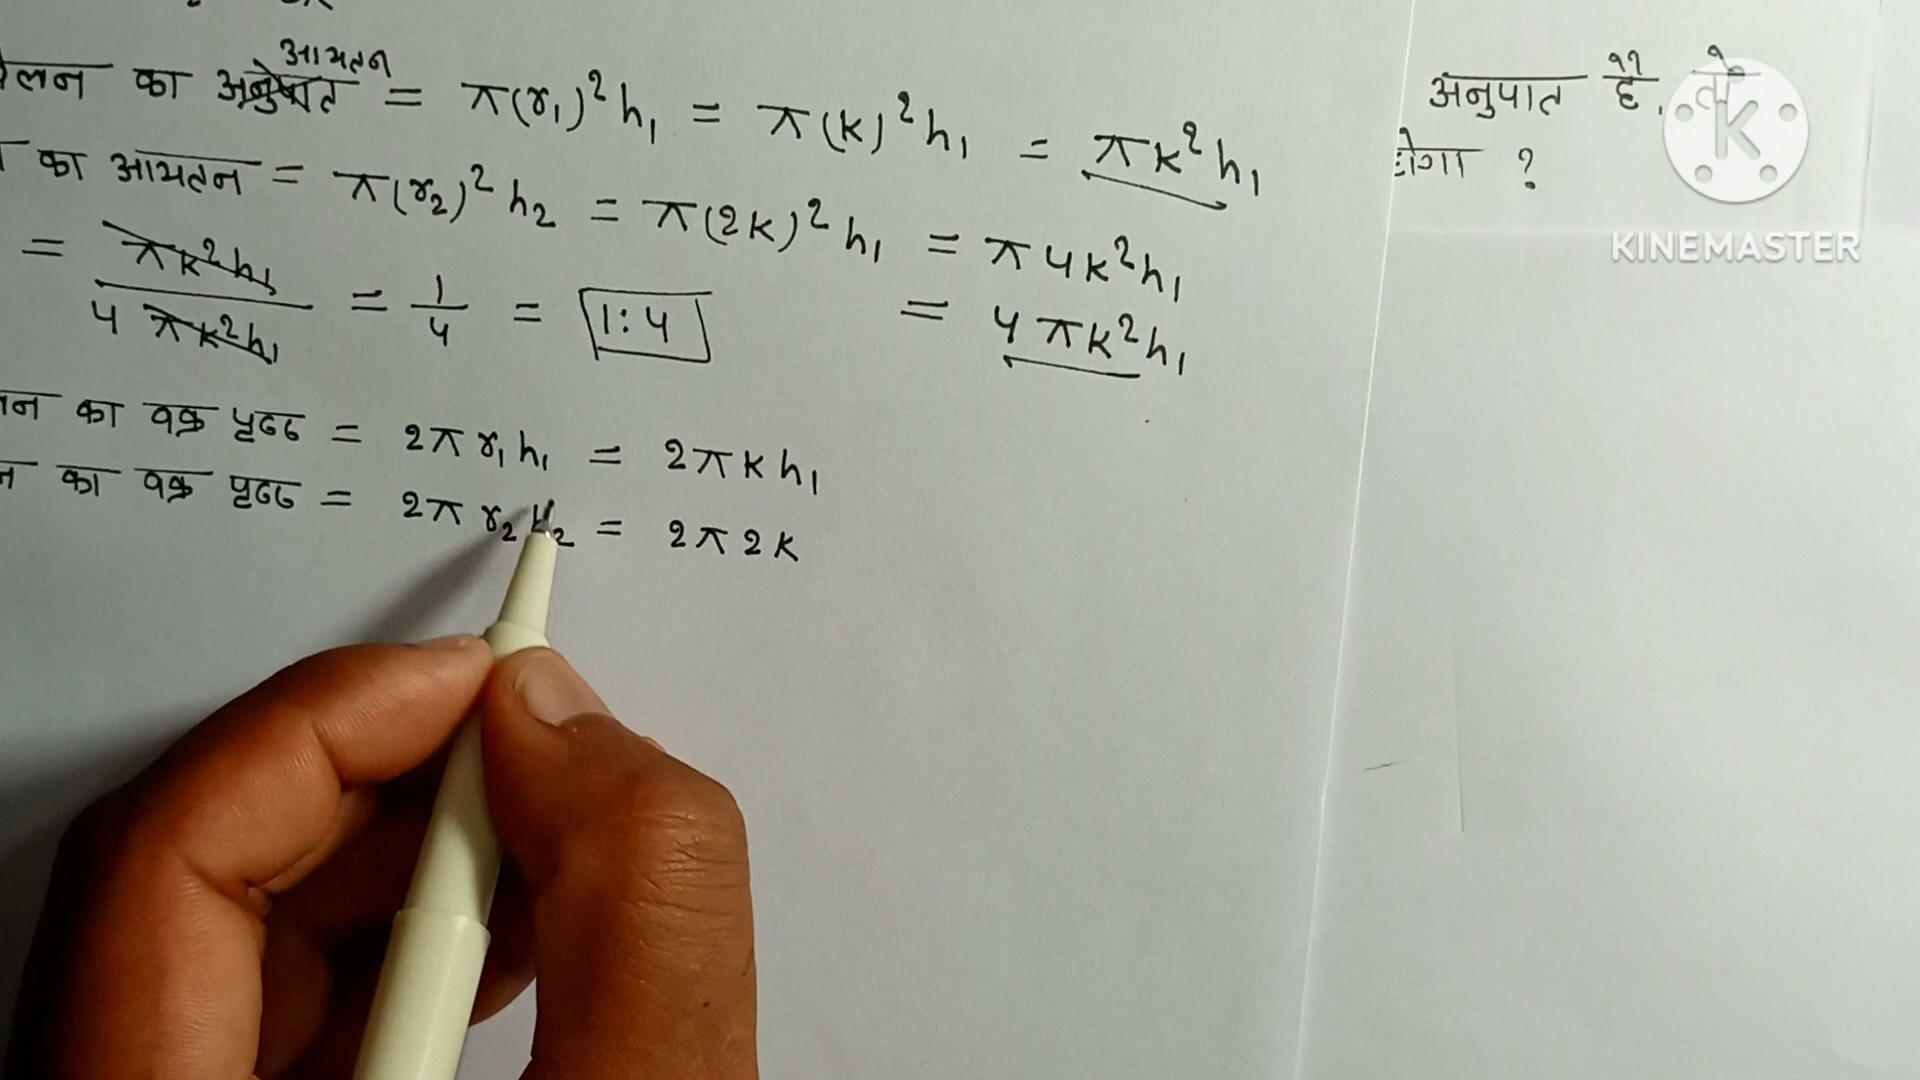 आयतन
बेलन का अनुपात = π(r₁)²h₁ = π(k)²h₁ = πk²h₁
का आयतन = π(r₂)²h₂ = π(2k)²h₁ = π4k²h₁
= πk²h₁ / 4πk²h₁ = 1/4 = 1:4 = 4πk²h₁
का वक्र पृष्ठ = 2πr₁h₁ = 2πkh₁
का वक्र पृष्ठ = 2πr₂h₂ = 2π2k
अनुपात है, तो
होगा ?
K
KINEMASTER